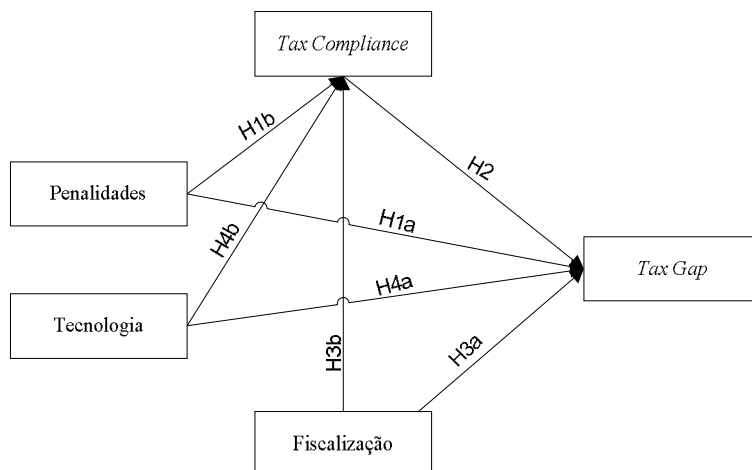 Tax Compliance
H1b
H2
Penalidades
H1a
H4b
Tax Gap
H4a
Tecnologia
H3b
H3a
Fiscalização